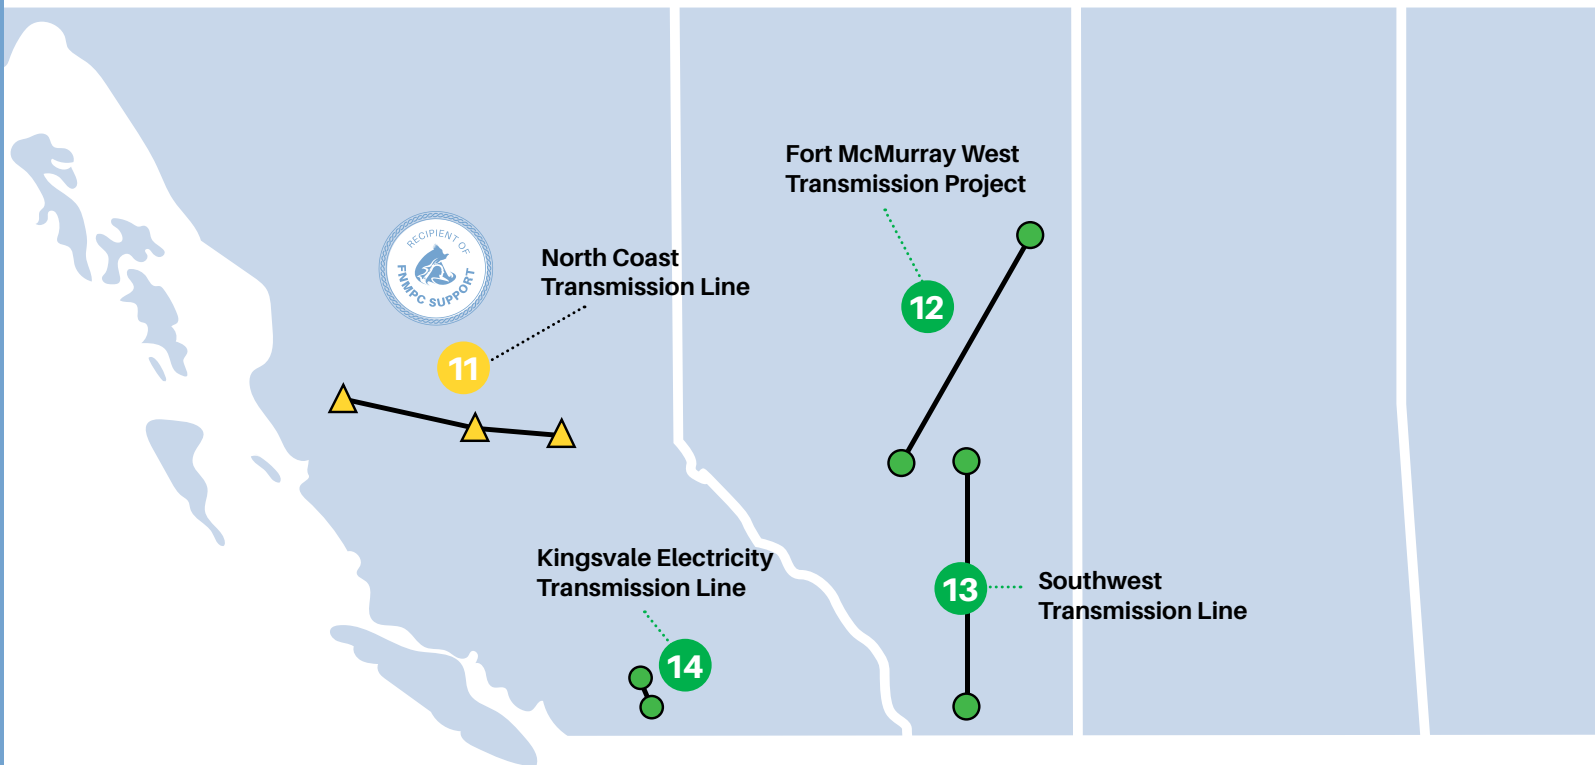 Fort McMurray West
Transmission Project
12
RECIPIENT OF
FNMPC SUPPORT
North Coast
Transmission Line
11
Kingsvale Electricity
Transmission Line
14
13
Southwest
Transmission Line